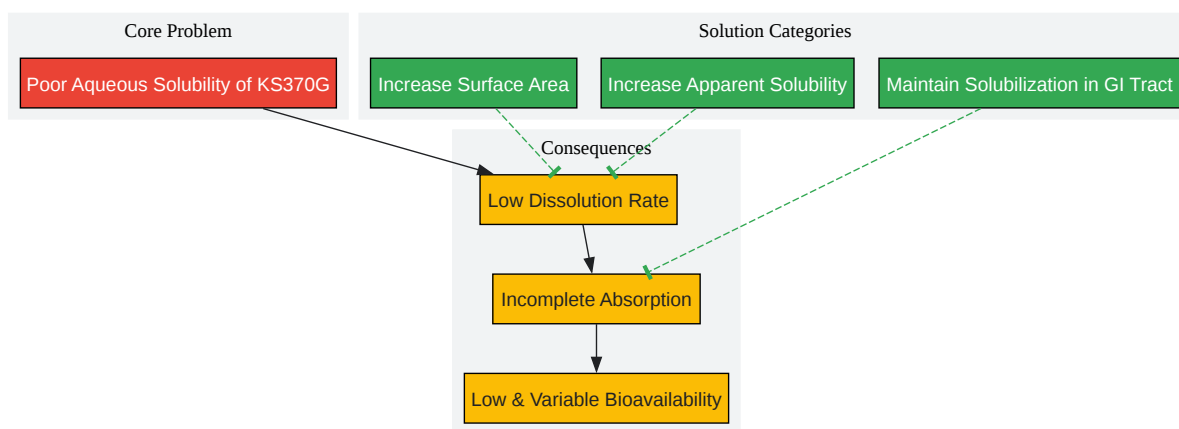 Core Problem
Solution Categories
Poor Aqueous Solubility of KS370G
Increase Surface Area
Increase Apparent Solubility
Maintain Solubilization in GI Tract
Consequences
Low Dissolution Rate
Incomplete Absorption
Low & Variable Bioavailability